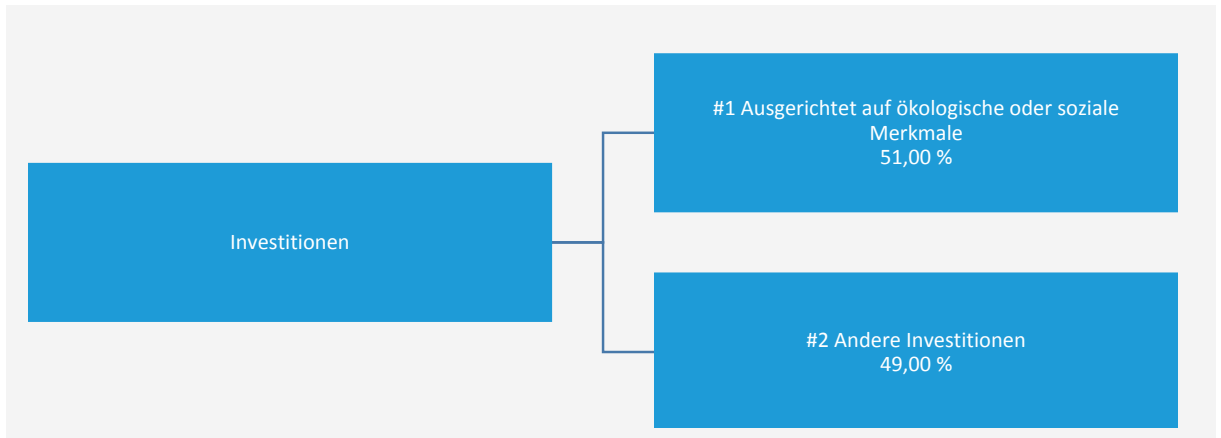 Investitionen
#1 Ausgerichtet auf ökologische oder soziale
Merkmale
51,00 %
#2 Andere Investitionen
49,00 %